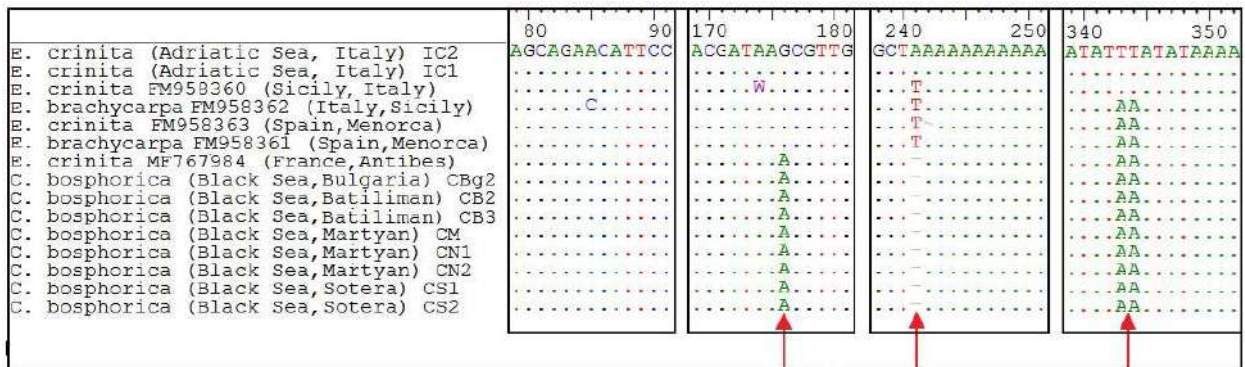 80 90 170 180 240 250 340 350
E. crinita (Adriatic Sea, Italy) IC2 AGCAGAACATTCC ACGATAAGCGTTG GCTAAAAAAAAAAA ATATTTATATAAAA
E. crinita (Adriatic Sea, Italy) IC1 ............. ............. .............. ..............
E. crinita FM958360 (Sicily, Italy) ............. .....W....... ...T.......... ..............
E. brachycarpa FM958362 (Italy,Sicily) ......C...... ............. ...T.......... ....AA........
E. crinita FM958363 (Spain,Menorca) ............. ............. ...T-......... ....AA........
E. brachycarpa FM958361 (Spain,Menorca) ............. ............. ...T.......... ....AA........
E. crinita MF767984 (France,Antibes) ............. .......A..... ...-.......... ....AA........
C. bosphorica (Black Sea,Bulgaria) CBg2 ............. .......A..... ...-.......... ....AA........
C. bosphorica (Black Sea,Batiliman) CB2 ............. .......A..... ...-.......... ....AA........
C. bosphorica (Black Sea,Batiliman) CB3 ............. .......A..... ...-.......... ....AA........
C. bosphorica (Black Sea,Martyan) CM ............. .......A..... ...-.......... ....AA........
C. bosphorica (Black Sea,Martyan) CN1 ............. .......A..... ...-.......... ....AA........
C. bosphorica (Black Sea,Martyan) CN2 ............. .......A..... ...-.......... ....AA........
C. bosphorica (Black Sea,Sotera) CS1 ............. .......A..... ...-.......... ....AA........
C. bosphorica (Black Sea,Sotera) CS2 ............. .......A..... ...-.......... ....AA........